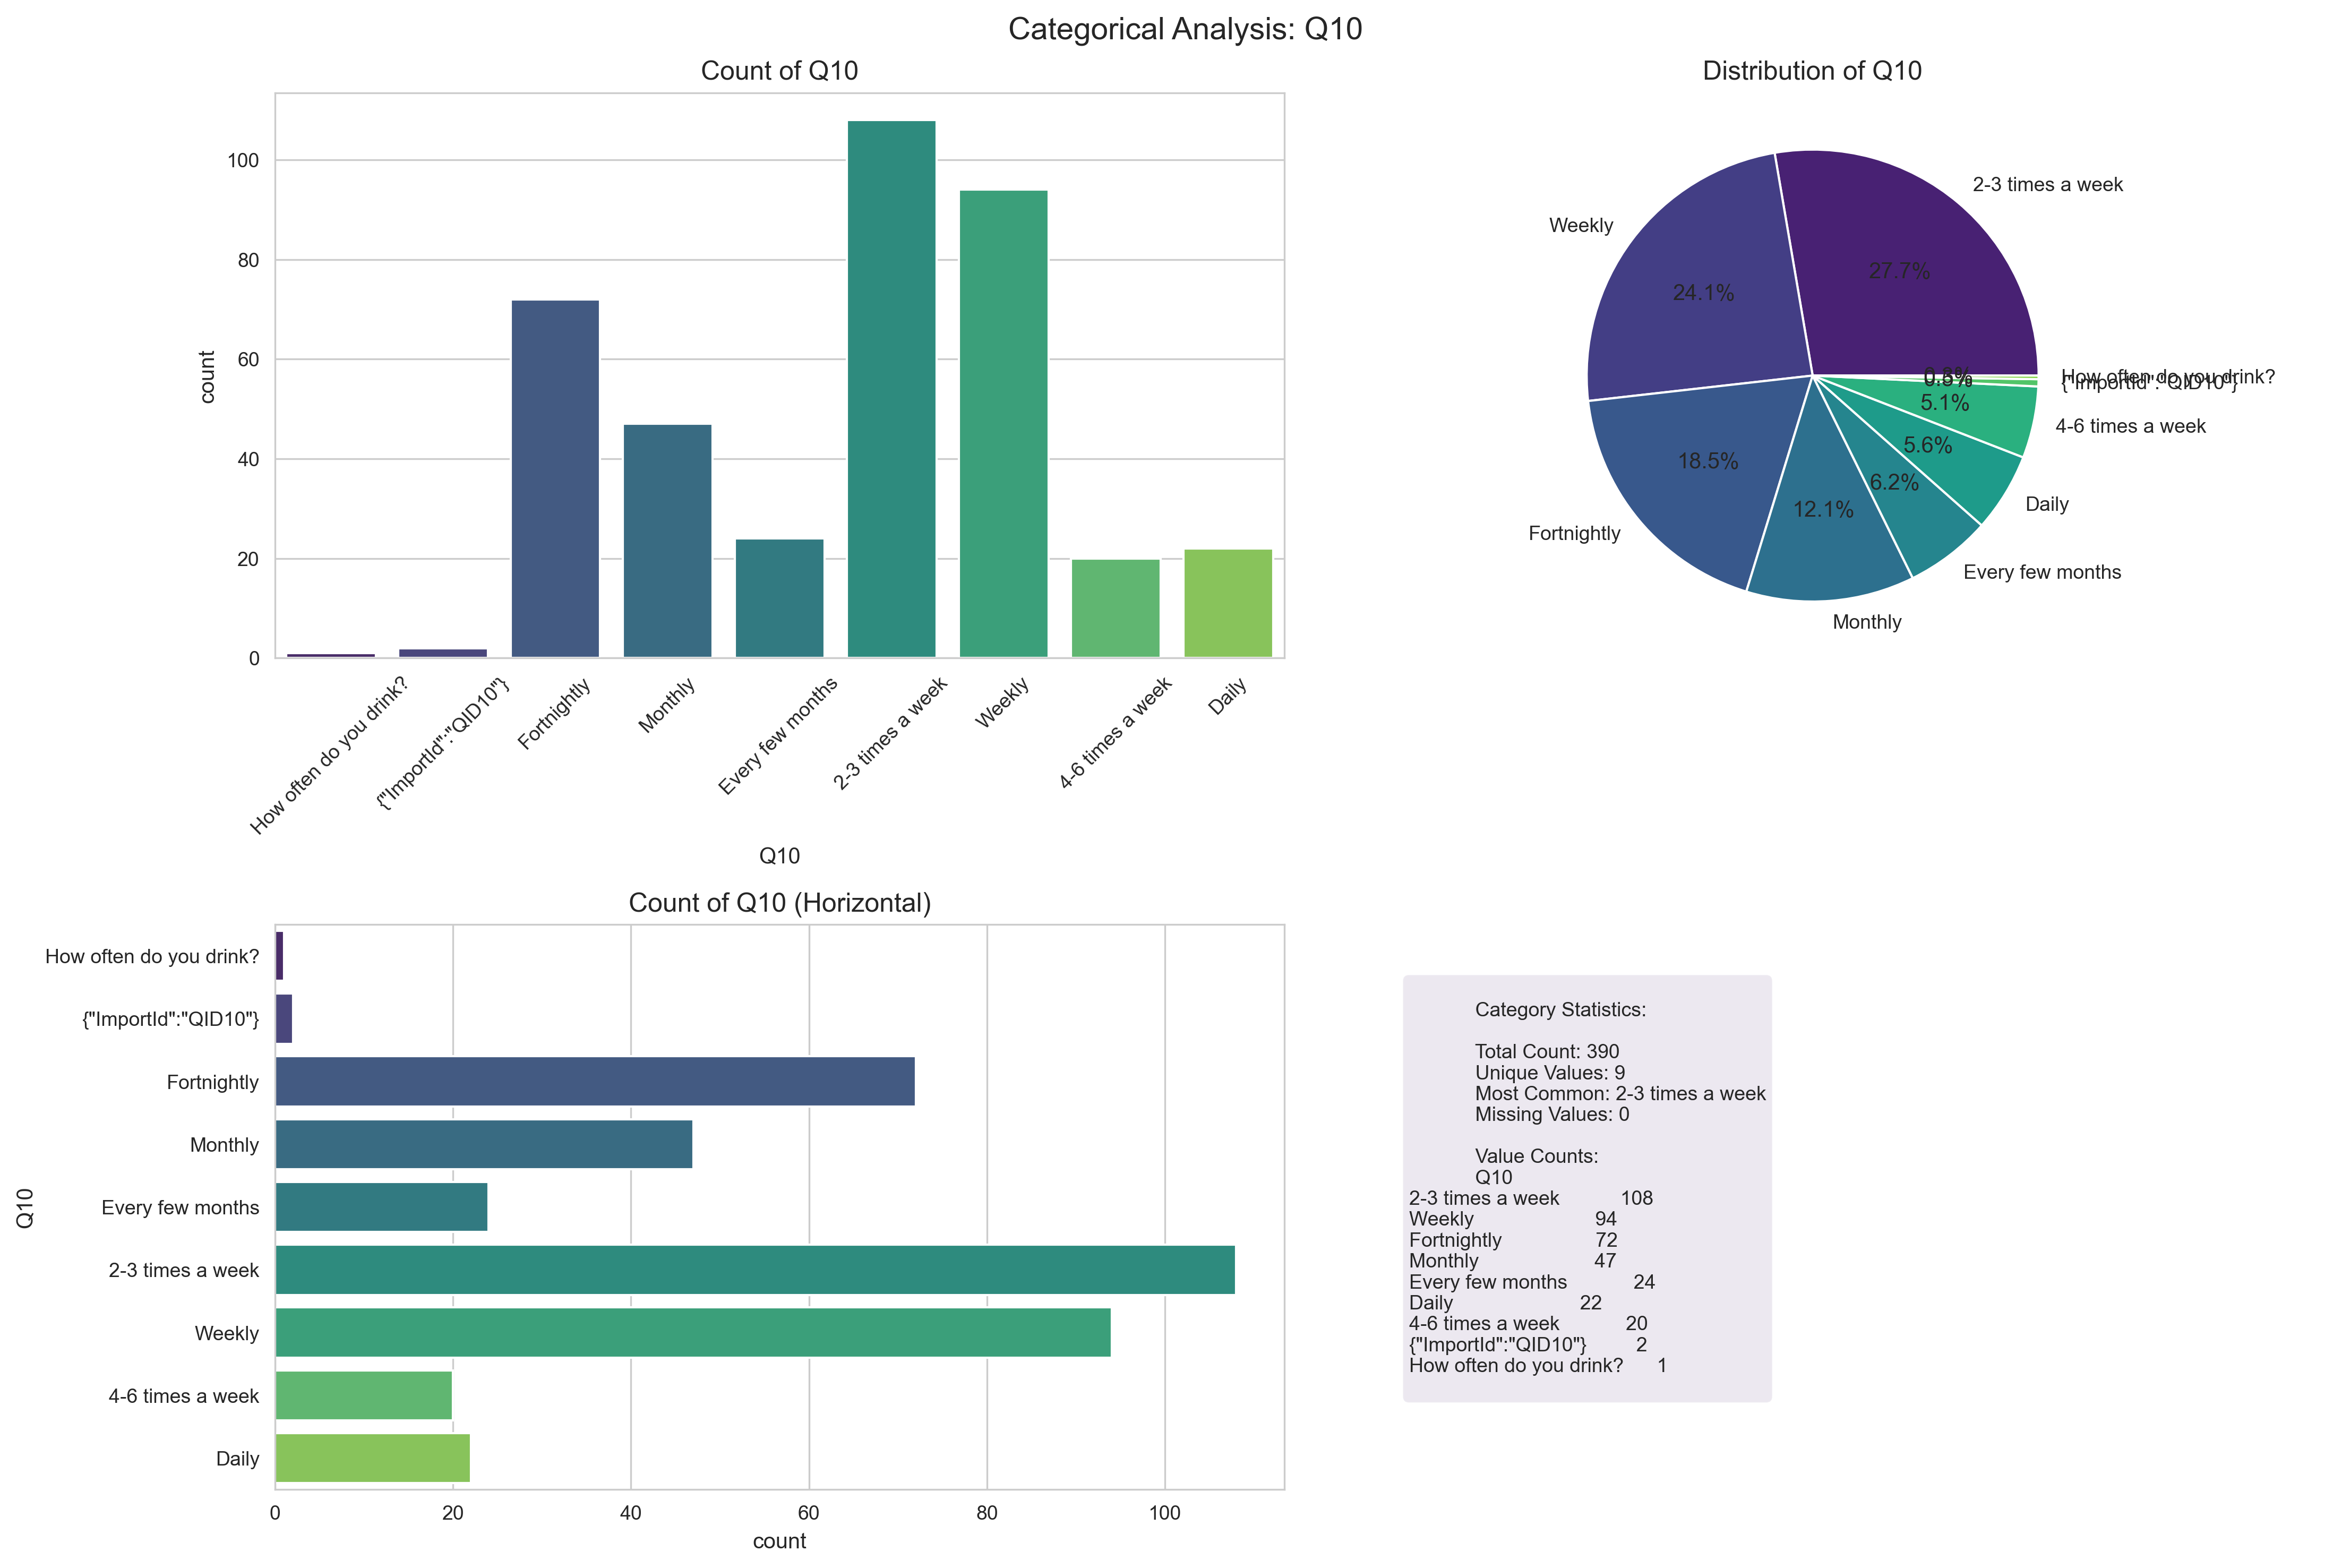 Categorical Analysis: Q10
Count of Q10
count
100
80
60
40
20
0
How often do you drink?
{"ImportId":"QID10"}
Fortnightly
Monthly
Every few months
2-3 times a week
Weekly
4-6 times a week
Daily
Q10
Distribution of Q10
2-3 times a week
27.7%
Weekly
24.1%
Fortnightly
18.5%
Monthly
12.1%
Every few months
6.2%
Daily
5.6%
4-6 times a week
5.1%
{"ImportId":"QID10"}
0.5%
How often do you drink?
0.3%
Count of Q10 (Horizontal)
Q10
How often do you drink?
{"ImportId":"QID10"}
Fortnightly
Monthly
Every few months
2-3 times a week
Weekly
4-6 times a week
Daily
0 20 40 60 80 100
count
Category Statistics:
Total Count: 390
Unique Values: 9
Most Common: 2-3 times a week
Missing Values: 0
Value Counts:
Q10
2-3 times a week 108
Weekly 94
Fortnightly 72
Monthly 47
Every few months 24
Daily 22
4-6 times a week 20
{"ImportId":"QID10"} 2
How often do you drink? 1